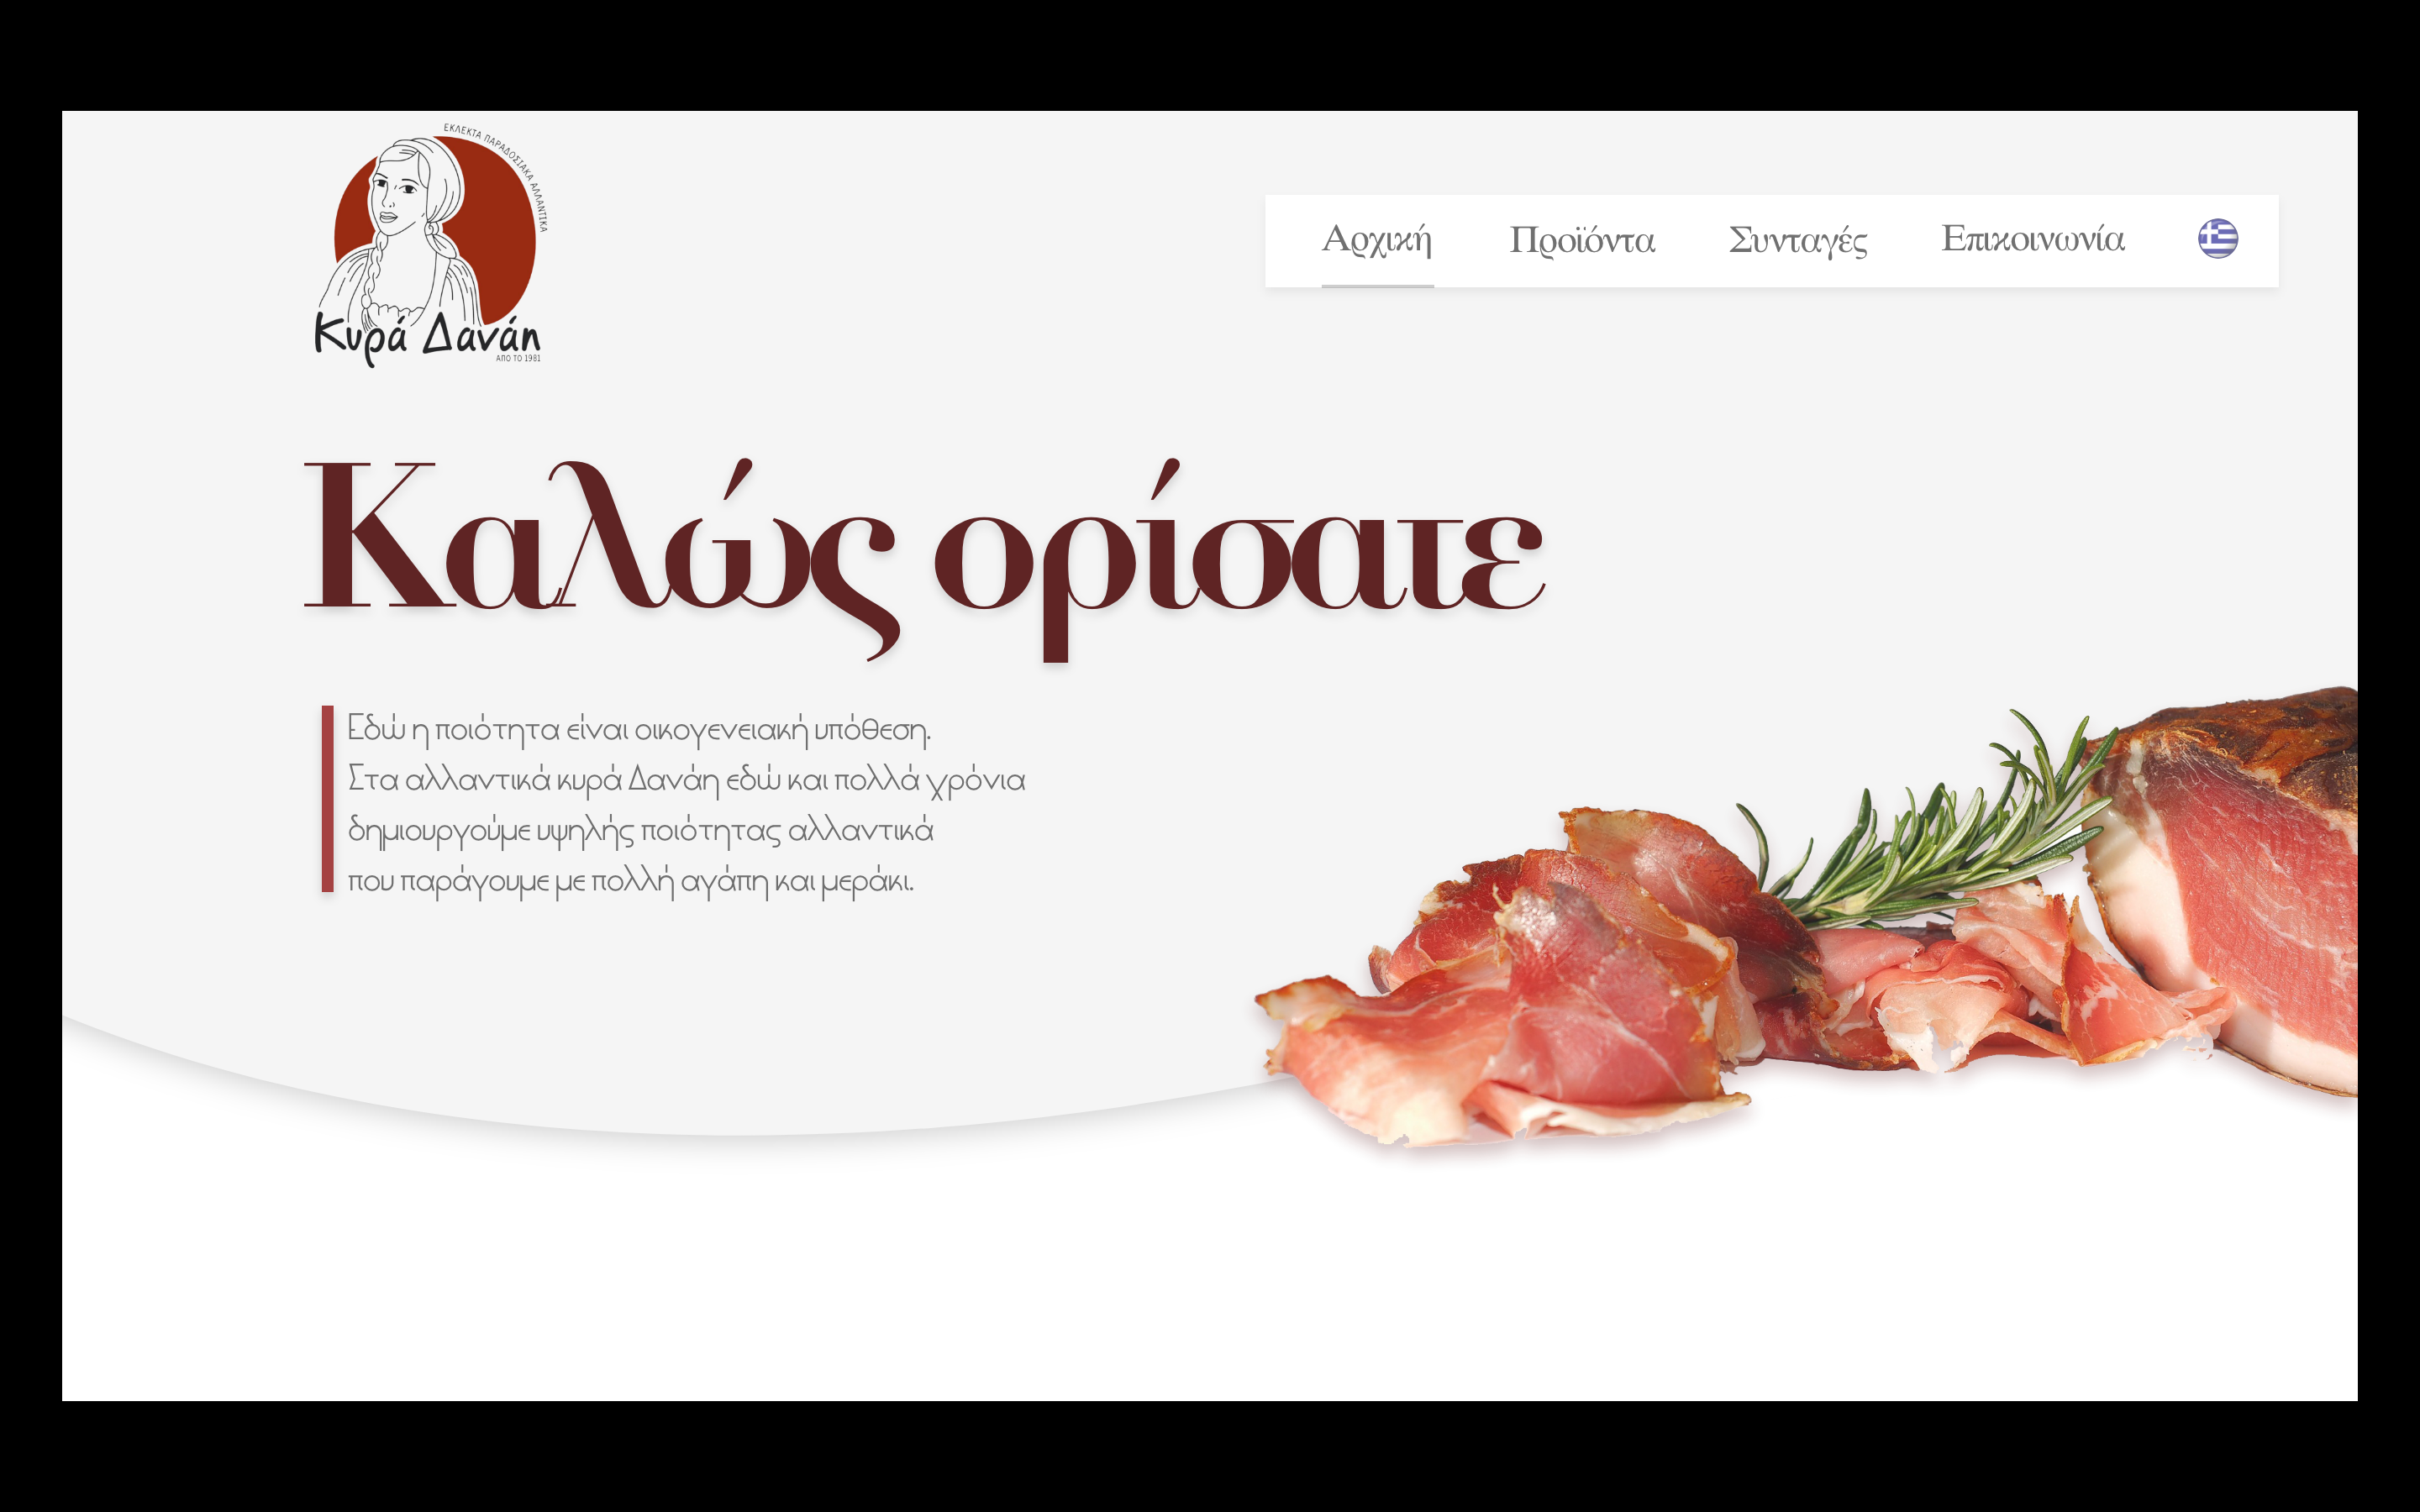 ΕΚΛΕΚΤΑ ΠΑΡΑΔΟΣΙΑΚΑ ΑΛΛΑΝΤΙΚΑ
Κυρά Δανάη
ΑΠΟ ΤΟ 1981
Αρχική Προϊόντα Συνταγές Επικοινωνία
Καλώς ορίσατε
Εδώ η ποιότητα είναι οικογενειακή υπόθεση.
Στα αλλαντικά κυρά Δανάη εδώ και πολλά χρόνια
δημιουργούμε υψηλής ποιότητας αλλαντικά
που παράγουμε με πολλή αγάπη και μεράκι.